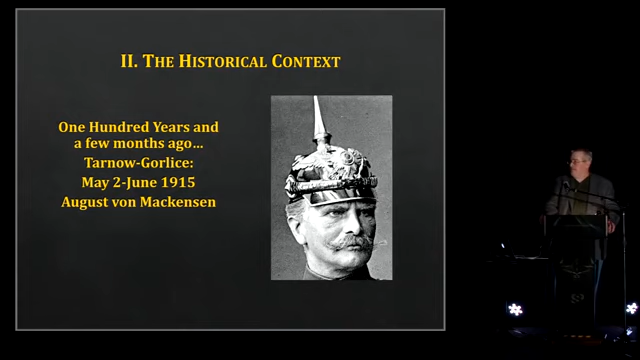 II. THE HISTORICAL CONTEXT
One Hundred Years and
a few months ago...
Tarnow-Gorlice:
May 2-June 1915
August von Mackensen